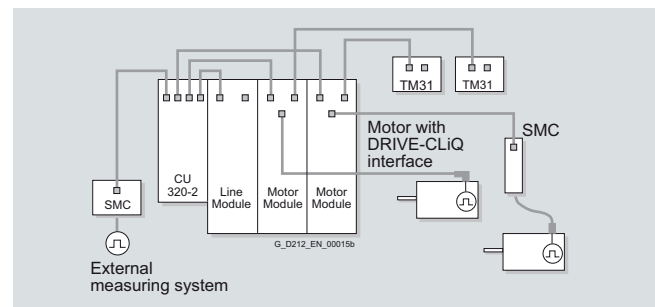 TM31
TM31
Motor with
DRIVE-CLiQ
interface
SMC
CU
320-2
Line
Module
Motor
Module
Motor
Module
SMC
G_D212_EN_00015b
External
measuring system